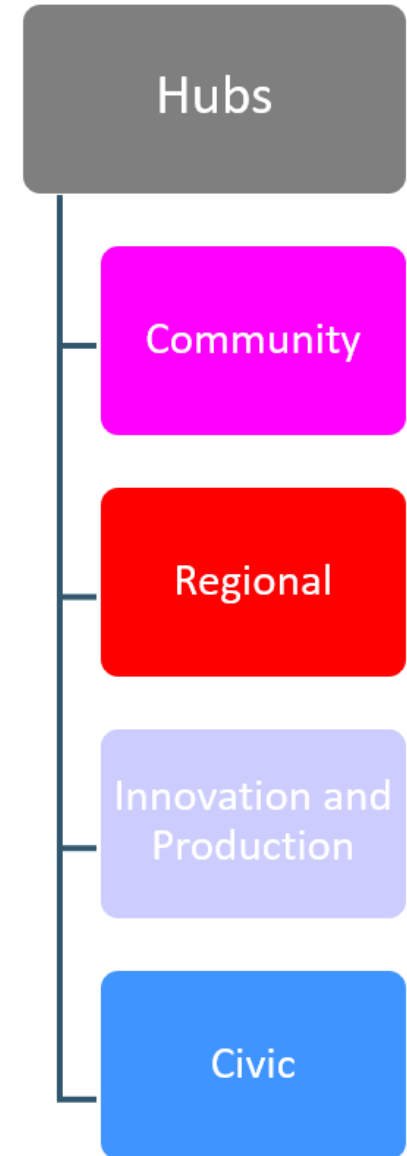 Hubs
Community
Regional
Innovation and
Production
Civic